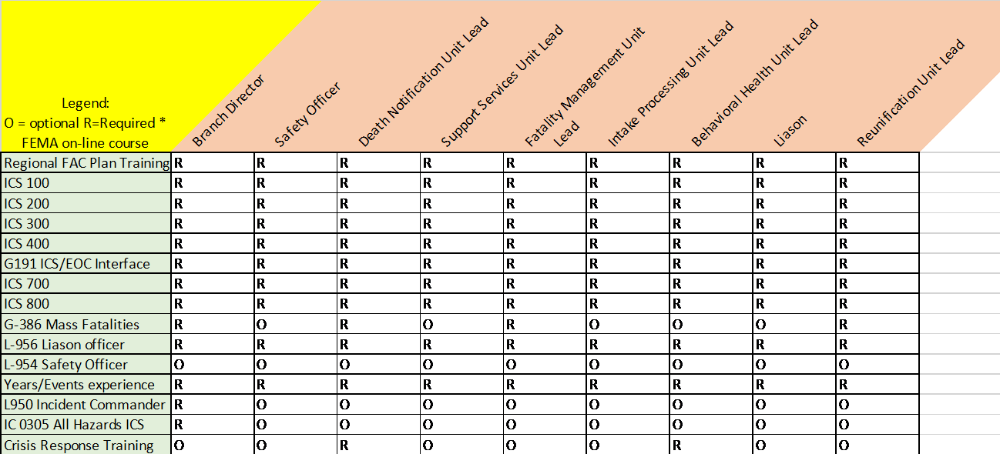 Legend:
O = optional R=Required *
FEMA on-line course
Branch Director
Safety Officer
Death Notification Unit Lead
Support Services Unit Lead
Fatality Management Unit
Lead
Intake Processing Unit Lead
Behavioral Health Unit Lead
Liason
Reunification Unit Lead
Regional FAC Plan Training R R R R R R R R R
ICS 100 R R R R R R R R R
ICS 200 R R R R R R R R R
ICS 300 R R R R R R R R R
ICS 400 R R R R R R R R R
G191 ICS/EOC Interface R R R R R R R R R
ICS 700 R R R R R R R R R
ICS 800 R R R R R R R R R
G-386 Mass Fatalities R O R O R O O O R
L-956 Liason officer R R R R R R R R R
L-954 Safety Officer O O O O O O O O O
Years/Events experience R R R R R R R R R
L950 Incident Commander R O O O O O O O O
IC 0305 All Hazards ICS R O O O O O O O O
Crisis Response Training O O R O O O R O O